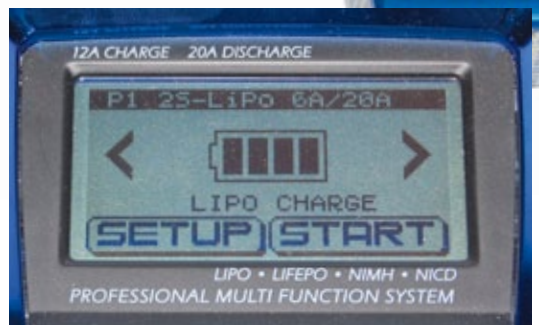 12A CHARGE 20A DISCHARGE
P1 2S-LiPo 6A/20A
< >
LIPO CHARGE
SETUP START
LIPO • LIFEPO • NIMH • NICD
PROFESSIONAL MULTI FUNCTION SYSTEM